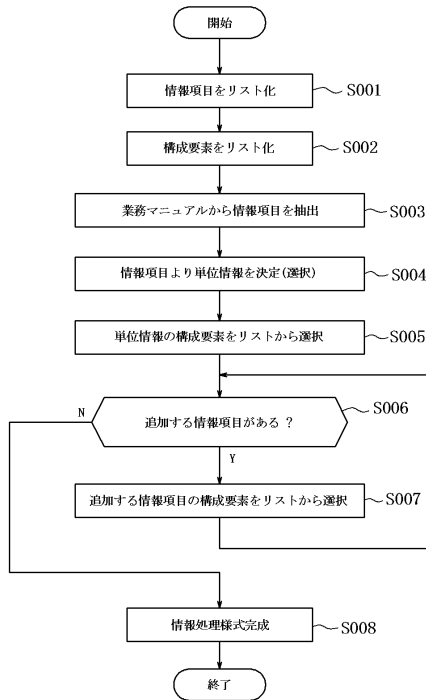 開始
情報項目をリスト化
S001
構成要素をリスト化
S002
業務マニュアルから情報項目を抽出
S003
情報項目より単位情報を決定(選択)
S004
単位情報の構成要素をリストから選択
S005
追加する情報項目がある ?
S006
N
Y
追加する情報項目の構成要素をリストから選択
S007
情報処理様式完成
S008
終了